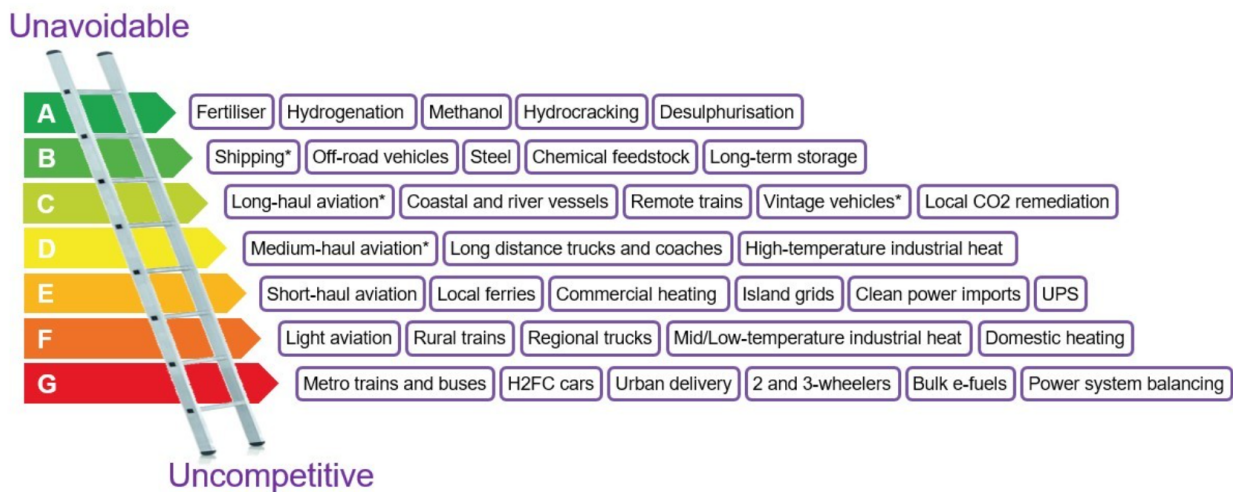 Unavoidable
A Fertiliser Hydrogenation Methanol Hydrocracking Desulphurisation
B Shipping* Off-road vehicles Steel Chemical feedstock Long-term storage
C Long-haul aviation* Coastal and river vessels Remote trains Vintage vehicles* Local CO2 remediation
D Medium-haul aviation* Long distance trucks and coaches High-temperature industrial heat
E Short-haul aviation Local ferries Commercial heating Island grids Clean power imports UPS
F Light aviation Rural trains Regional trucks Mid/Low-temperature industrial heat Domestic heating
G Metro trains and buses H2FC cars Urban delivery 2 and 3-wheelers Bulk e-fuels Power system balancing
Uncompetitive